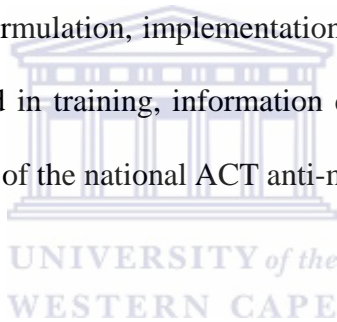 rmulation, implementation
d in training, information
of the national ACT anti-
UNIVERSITY of the
WESTERN CAPE